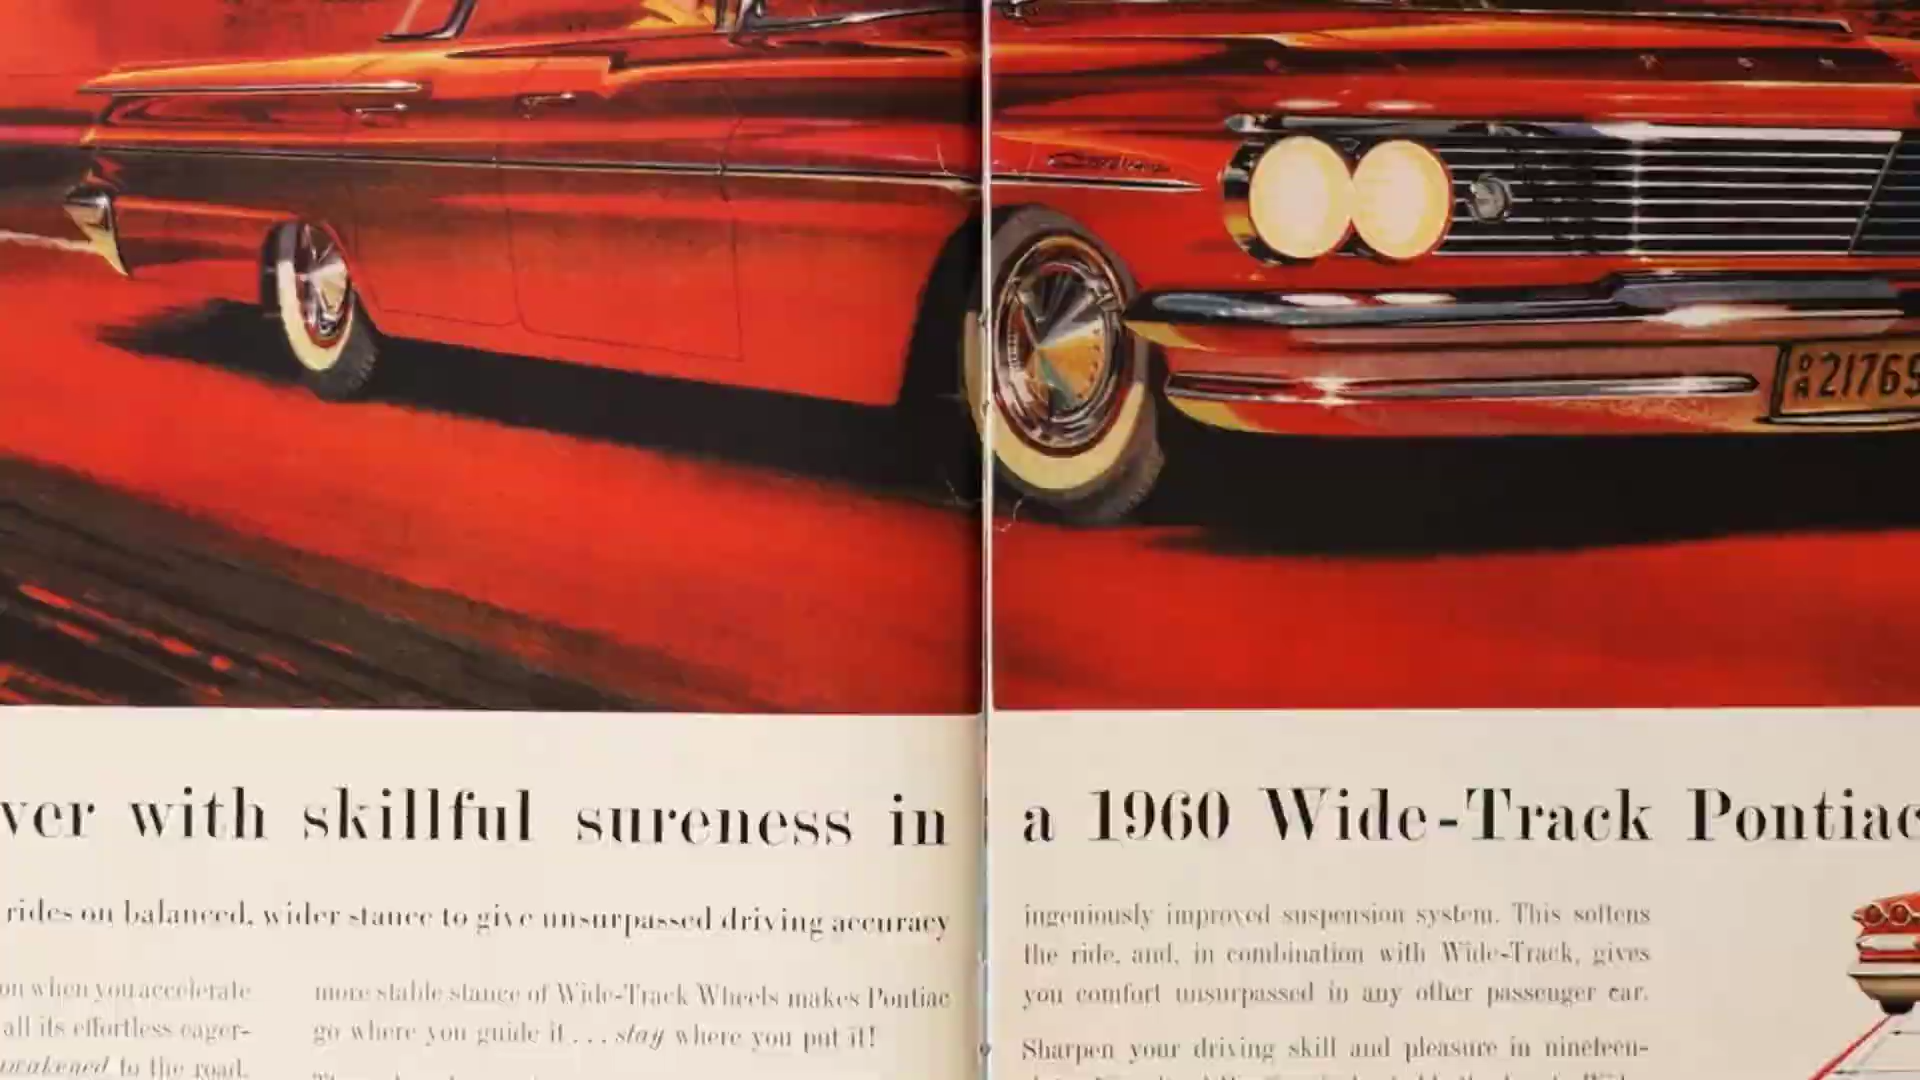 21765
ver with skillful sureness in a 1960 Wide-Track Pontiac
rides on balanced, wider stance to give unsurpassed driving accuracy
on when you accelerate
all its effortless eager-
awakened to the road.
more stable stance of Wide-Track Wheels makes Pontiac
go where you guide it . . . stay where you put it!
ingeniously improved suspension system. This softens
the ride, and, in combination with Wide-Track, gives
you comfort unsurpassed in any other passenger car.
Sharpen your driving skill and pleasure in nineteen-